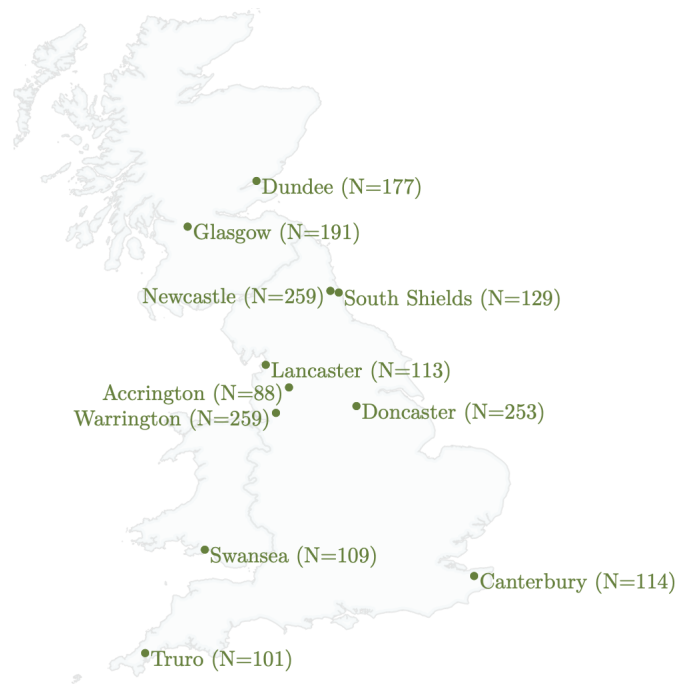 Dundee (N=177)
Glasgow (N=191)
Newcastle (N=259)
South Shields (N=129)
Lancaster (N=113)
Accrington (N=88)
Doncaster (N=253)
Warrington (N=259)
Swansea (N=109)
Canterbury (N=114)
Truro (N=101)